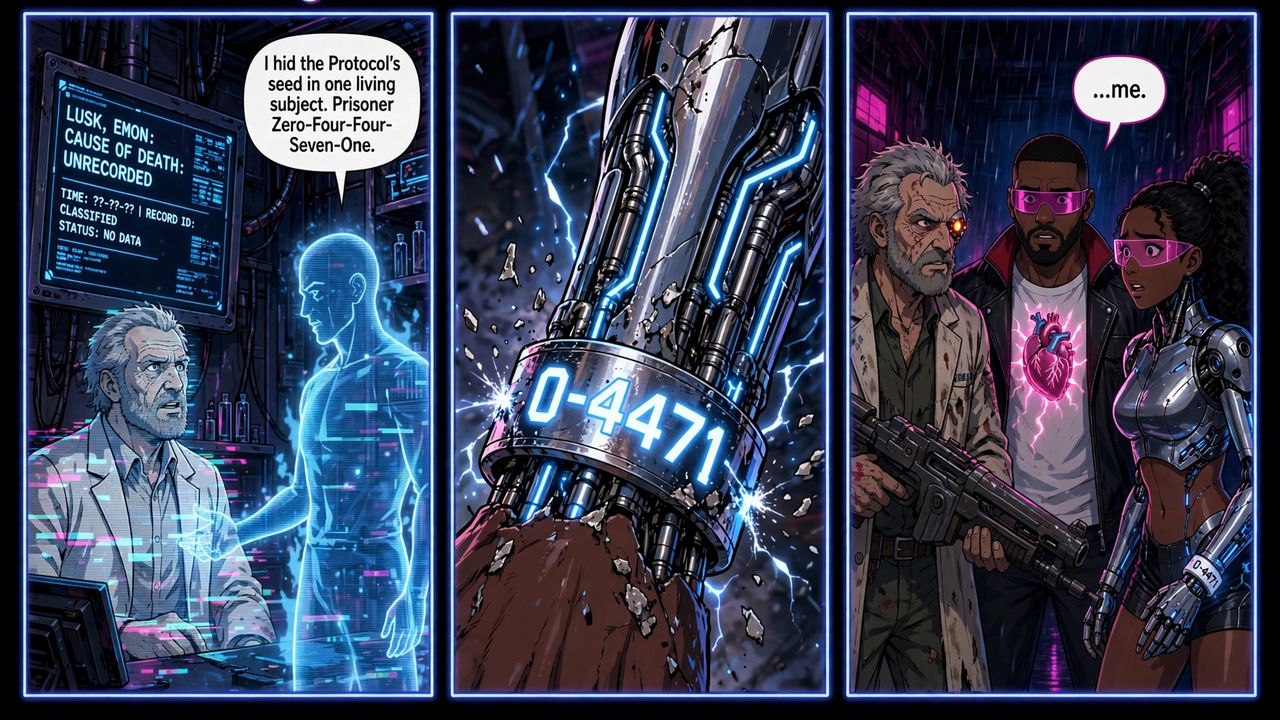 LUSK, EMON:
CAUSE OF DEATH:
UNRECORDED
TIME: ??-??-?? | RECORD ID:
CLASSIFIED
STATUS: NO DATA
I hid the Protocol's
seed in one living
subject. Prisoner
Zero-Four-Four-
Seven-One.
0-4471
...me.
0-4471